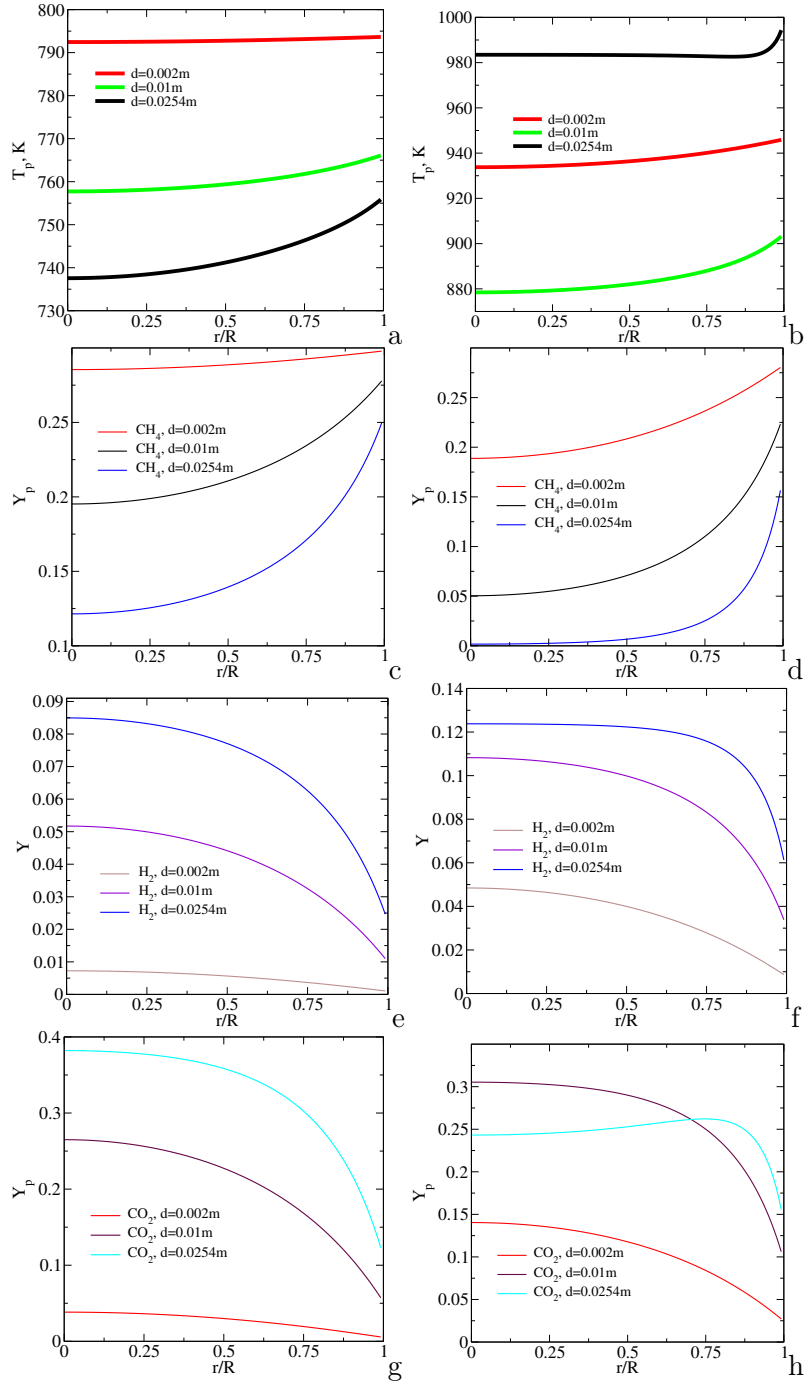 800
795
790
785
780
775
770
765
760
755
750
745
740
735
730
T_p, K
d=0.002m
d=0.01m
d=0.0254m
0 0.25 0.5 0.75 1
r/R
a
1000
980
960
940
920
900
880
T_p, K
d=0.002m
d=0.01m
d=0.0254m
0 0.25 0.5 0.75 1
r/R
b
0.25
0.2
0.15
0.1
Y_p
CH_4, d=0.002m
CH_4, d=0.01m
CH_4, d=0.0254m
0 0.25 0.5 0.75 1
r/R
c
0.3
0.25
0.2
0.15
0.1
0.05
0
Y_p
CH_4, d=0.002m
CH_4, d=0.01m
CH_4, d=0.0254m
0 0.25 0.5 0.75 1
r/R
d
0.09
0.08
0.07
0.06
0.05
0.04
0.03
0.02
0.01
0
Y
H_2, d=0.002m
H_2, d=0.01m
H_2, d=0.0254m
0 0.25 0.5 0.75 1
r/R
e
0.14
0.12
0.1
0.08
0.06
0.04
0.02
0
Y
H_2, d=0.002m
H_2, d=0.01m
H_2, d=0.0254m
0 0.25 0.5 0.75 1
r/R
f
0.4
0.3
0.2
0.1
0
Y_p
CO_2, d=0.002m
CO_2, d=0.01m
CO_2, d=0.0254m
0 0.25 0.5 0.75 1
r/R
g
0.3
0.25
0.2
0.15
0.1
0.05
0
Y_p
CO_2, d=0.002m
CO_2, d=0.01m
CO_2, d=0.0254m
0 0.25 0.5 0.75 1
r/R
h